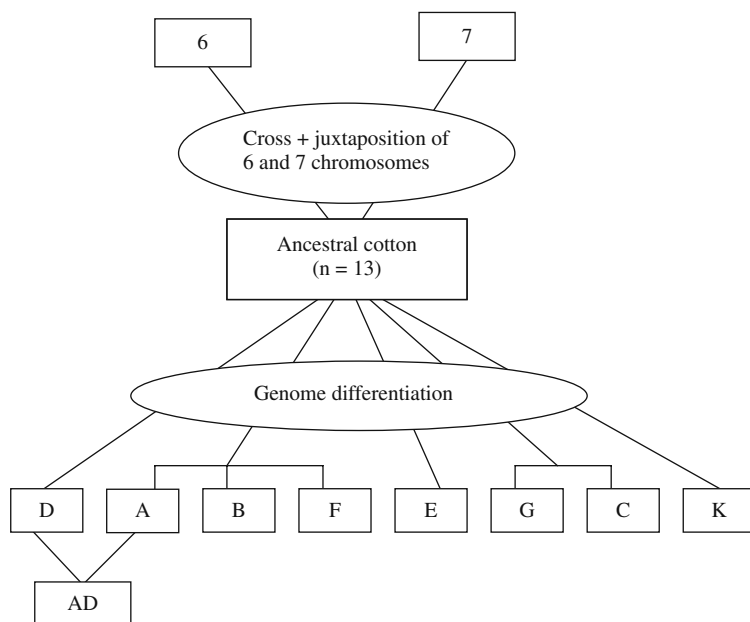 6
7
Cross + juxtaposition of
6 and 7 chromosomes
Ancestral cotton
(n = 13)
Genome differentiation
D
A
B
F
E
G
C
K
AD